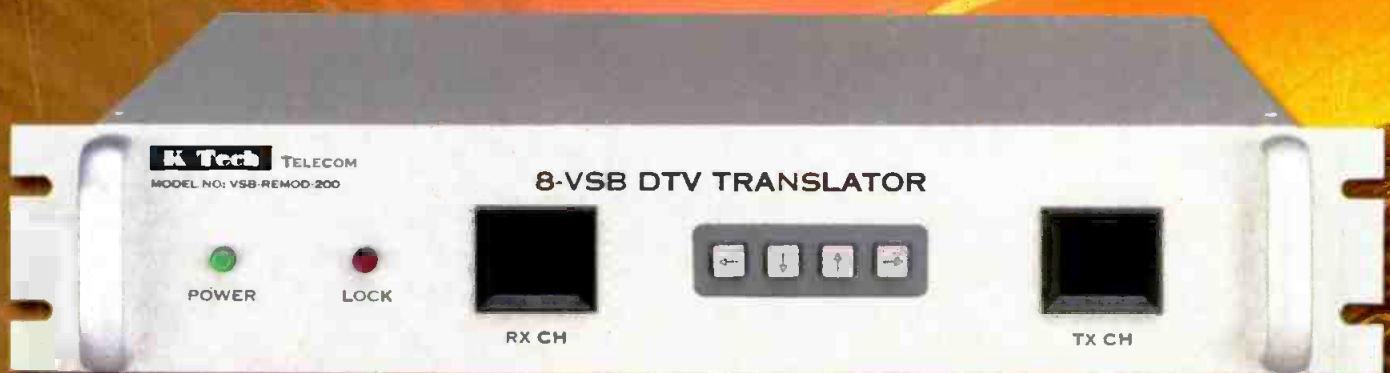 K Tech TELECOM
MODEL NO: VSB-REMOD-200
8-VSB DTV TRANSLATOR
POWER
LOCK
RX CH
TX CH